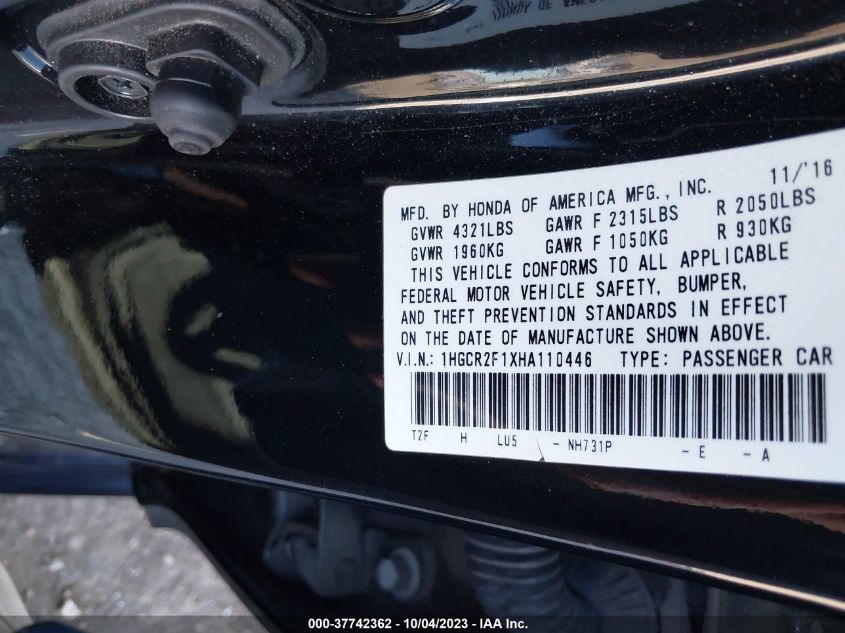 11/'16
MFD. BY HONDA OF AMERICA MFG., INC.
GVWR 4321LBS GAWR F 2315LBS R 2050LBS
GVWR 1960KG GAWR F 1050KG R 930KG
THIS VEHICLE CONFORMS TO ALL APPLICABLE
FEDERAL MOTOR VEHICLE SAFETY, BUMPER,
AND THEFT PREVENTION STANDARDS IN EFFECT
ON THE DATE OF MANUFACTURE SHOWN ABOVE.
V.I.N.: 1HGCR2F1XHA110446 TYPE: PASSENGER CAR
T2F H LU5 - NH731P - E - A
000-37742362 - 10/04/2023 - IAA Inc.